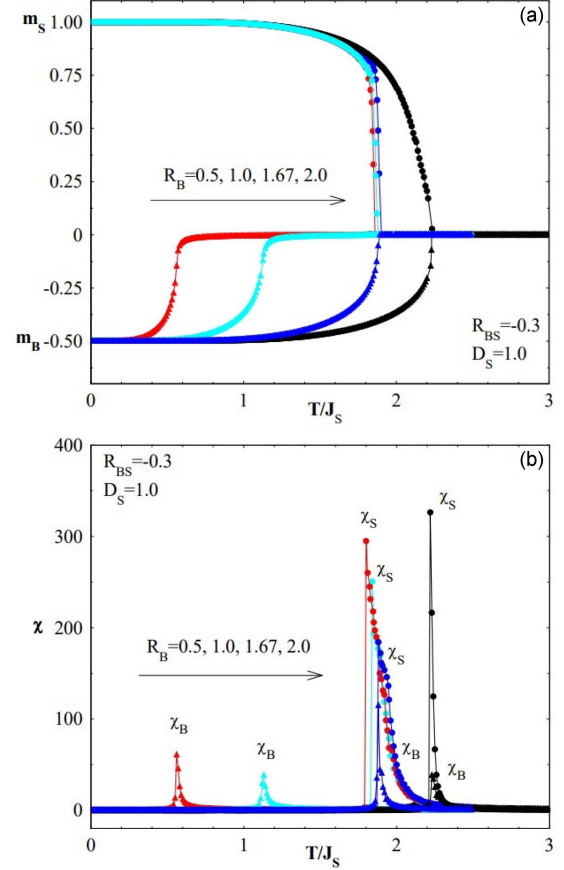 (a)
m_S 1.00
0.75
0.50
0.25
R_B=0.5, 1.0, 1.67, 2.0
0
-0.25
m_B -0.50
R_BS=-0.3
D_S=1.0
0 1 2 3
T/J_S
(b)
400
R_BS=-0.3
D_S=1.0
χ_S
χ_S
300
χ_S
χ
200
R_B=0.5, 1.0, 1.67, 2.0
χ_S
100
χ_B
χ_B
χ_B
χ_B
0
0 1 2 3
T/J_S